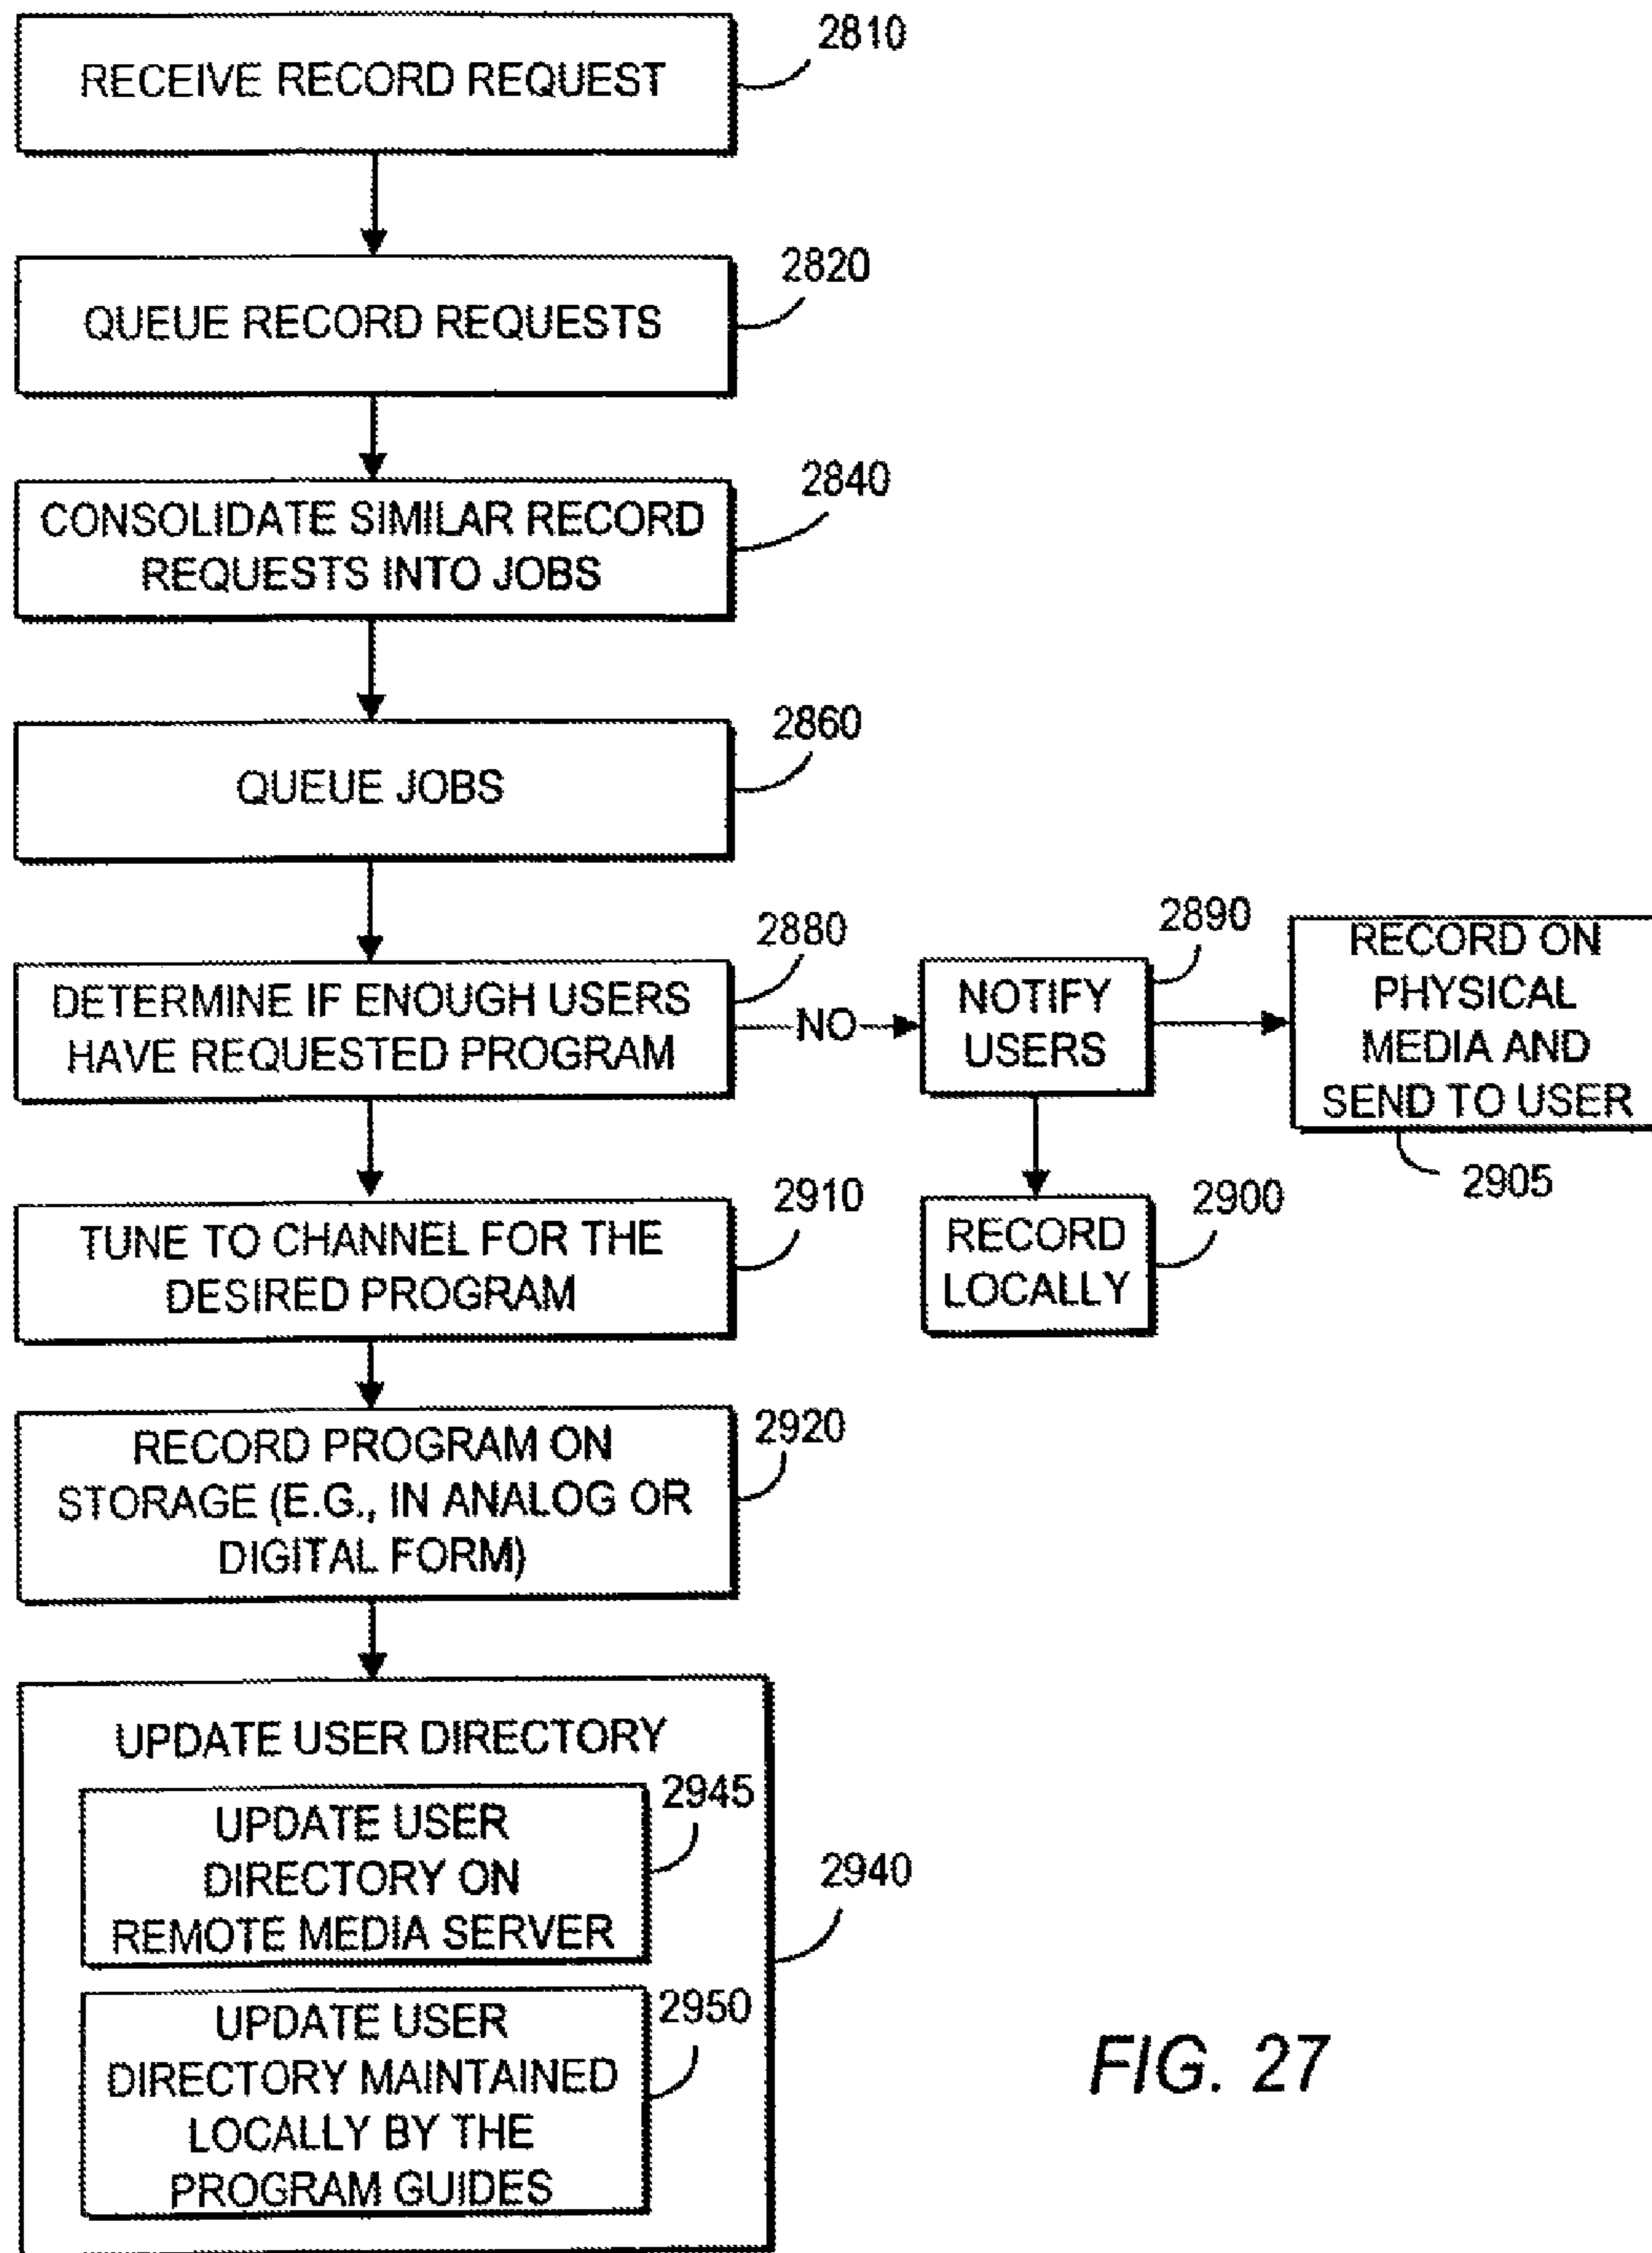 RECEIVE RECORD REQUEST
2810
QUEUE RECORD REQUESTS
2820
CONSOLIDATE SIMILAR RECORD
REQUESTS INTO JOBS
2840
QUEUE JOBS
2860
DETERMINE IF ENOUGH USERS
HAVE REQUESTED PROGRAM
2880
NO
NOTIFY
USERS
2890
RECORD ON
PHYSICAL
MEDIA AND
SEND TO USER
2905
RECORD
LOCALLY
2900
TUNE TO CHANNEL FOR THE
DESIRED PROGRAM
2910
RECORD PROGRAM ON
STORAGE (E.G., IN ANALOG OR
DIGITAL FORM)
2920
UPDATE USER DIRECTORY
2940
UPDATE USER
DIRECTORY ON
REMOTE MEDIA SERVER
2945
UPDATE USER
DIRECTORY MAINTAINED
LOCALLY BY THE
PROGRAM GUIDES
2950
FIG. 27